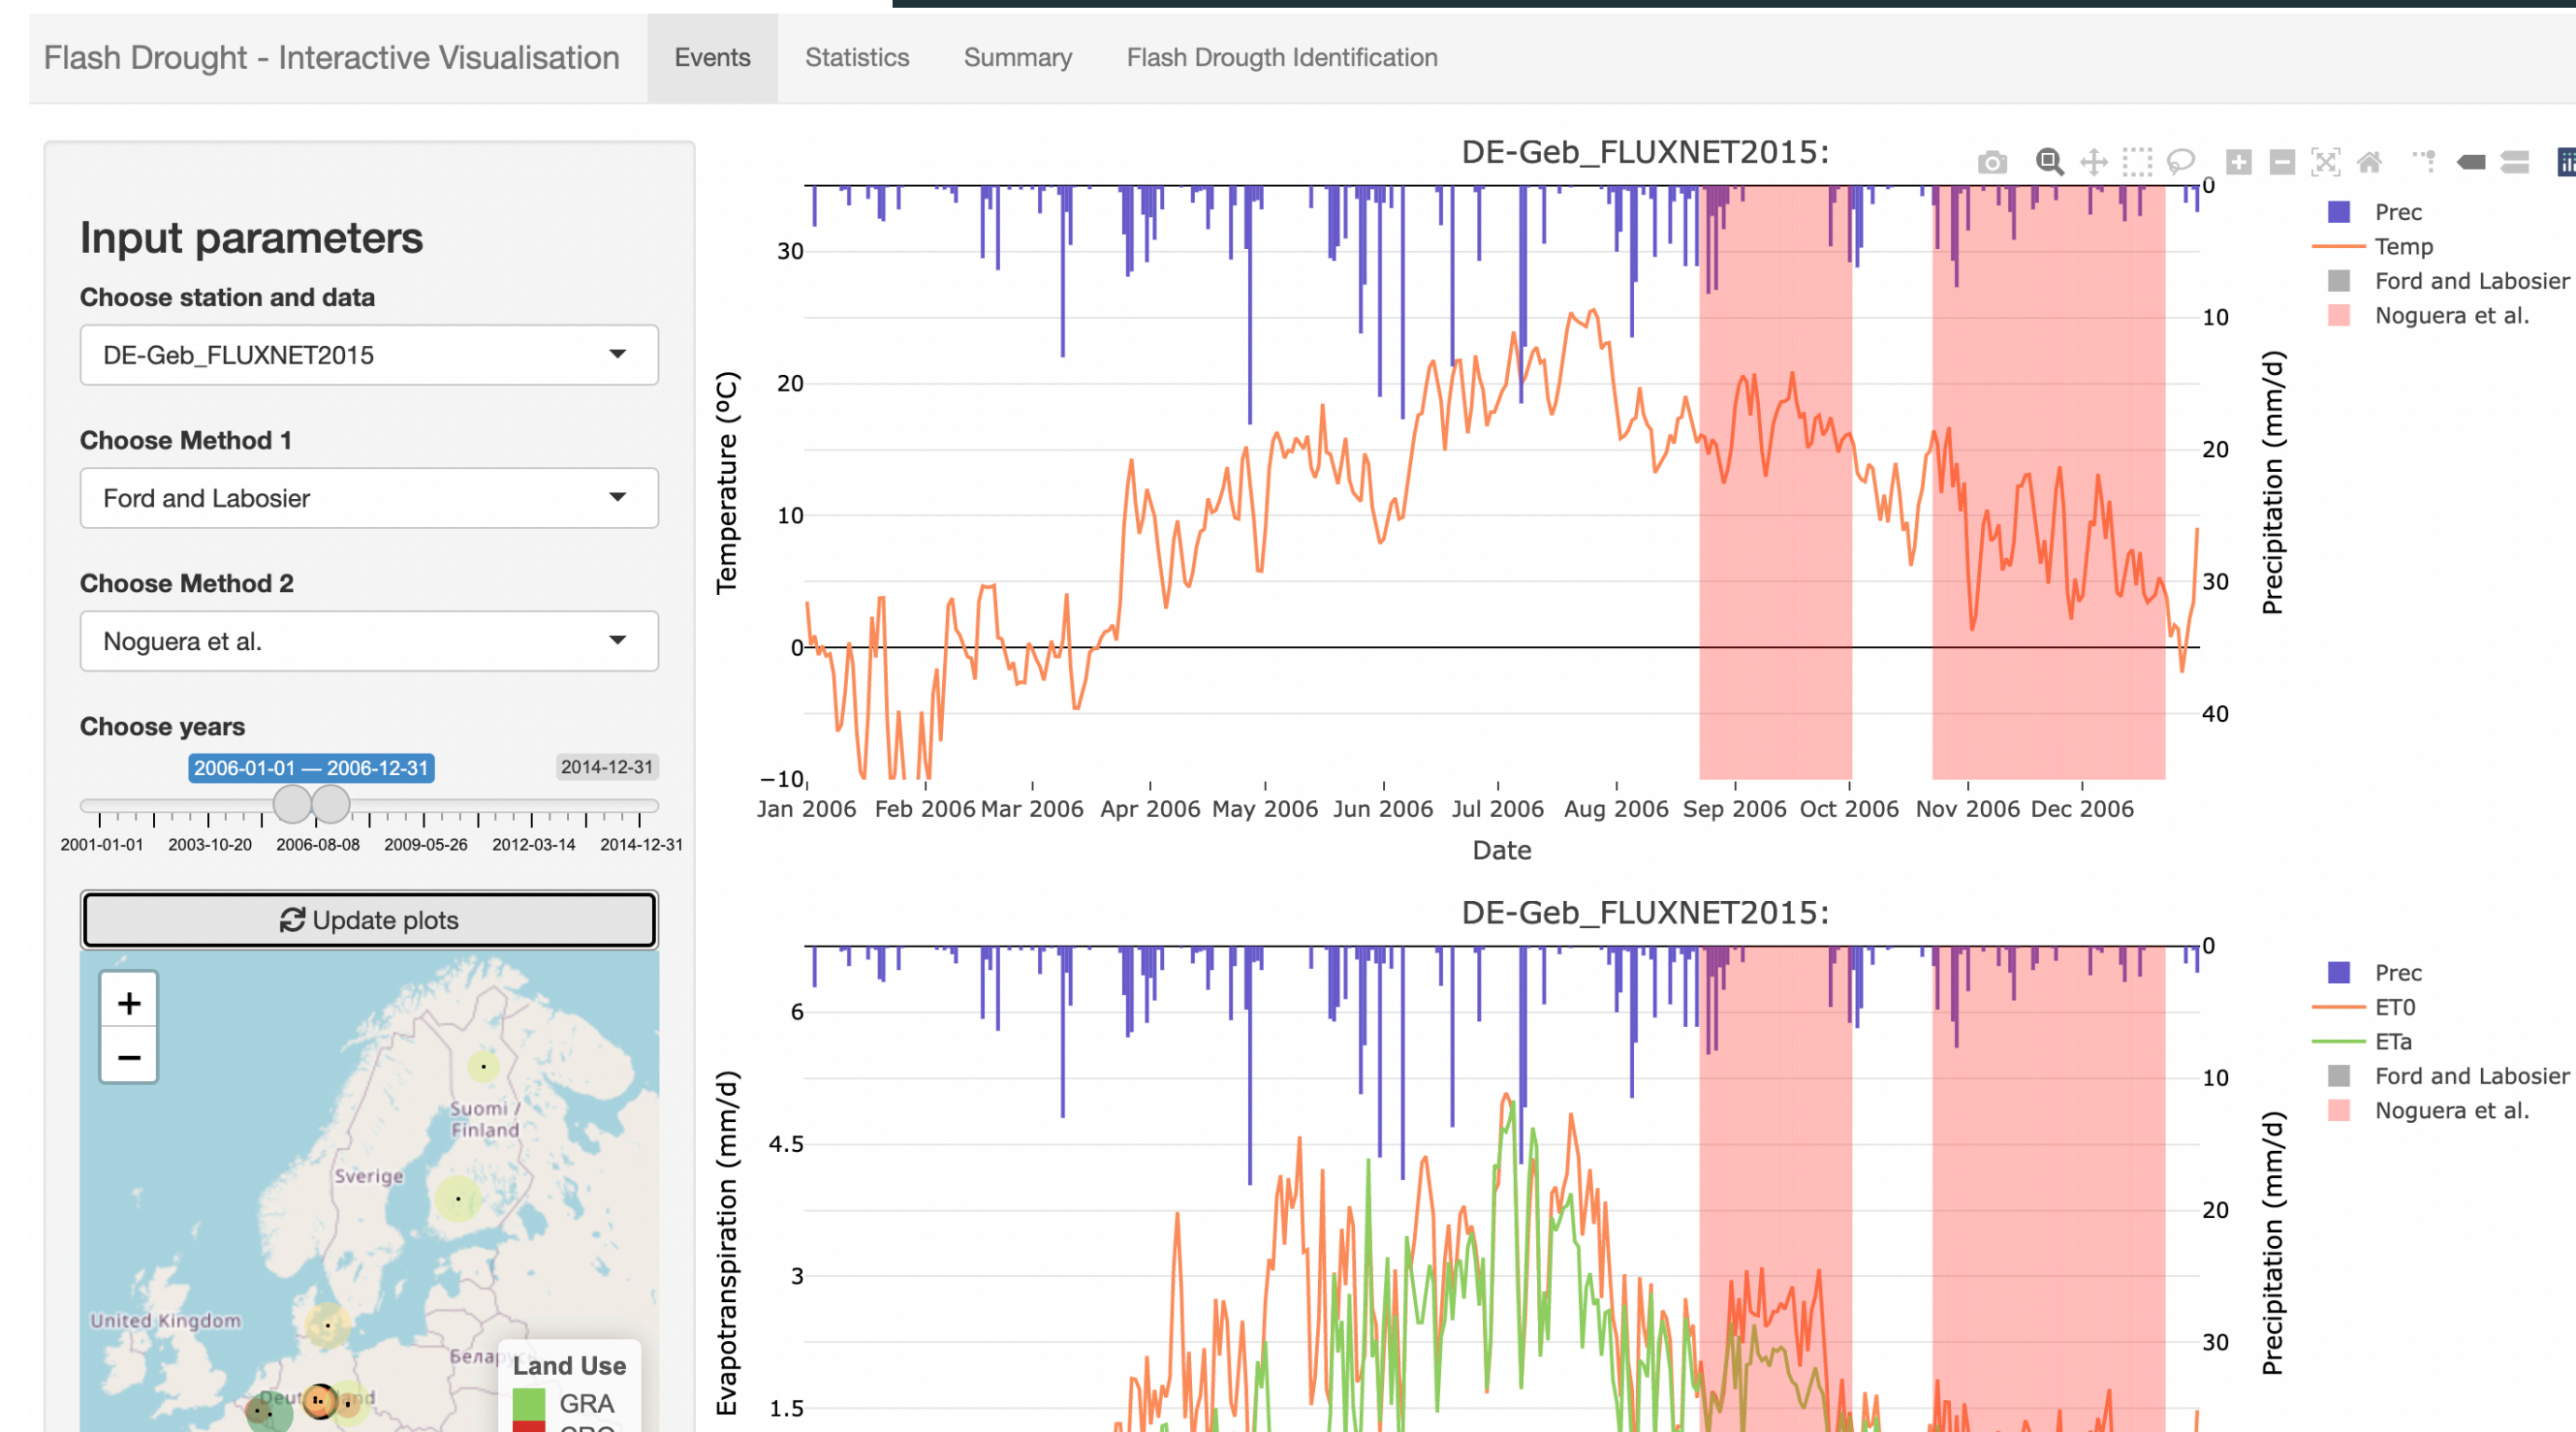 Flash Drought - Interactive Visualisation
Events
Statistics
Summary
Flash Drougth Identification
Input parameters
Choose station and data
DE-Geb_FLUXNET2015
Choose Method 1
Ford and Labosier
Choose Method 2
Noguera et al.
Choose years
2006-01-01 — 2006-12-31
2014-12-31
2001-01-01 2003-10-20 2006-08-08 2009-05-26 2012-03-14 2014-12-31
Update plots
+
−
Suomi /
Finland
Sverige
United Kingdom
Land Use
GRA
DE-Geb_FLUXNET2015:
Temperature (ºC)
30
20
10
0
−10
0
10
20
30
40
Precipitation (mm/d)
Jan 2006 Feb 2006 Mar 2006 Apr 2006 May 2006 Jun 2006 Jul 2006 Aug 2006 Sep 2006 Oct 2006 Nov 2006 Dec 2006
Date
Prec
Temp
Ford and Labosier
Noguera et al.
DE-Geb_FLUXNET2015:
Evapotranspiration (mm/d)
6
4.5
3
1.5
0
10
20
30
Precipitation (mm/d)
Prec
ET0
ETa
Ford and Labosier
Noguera et al.